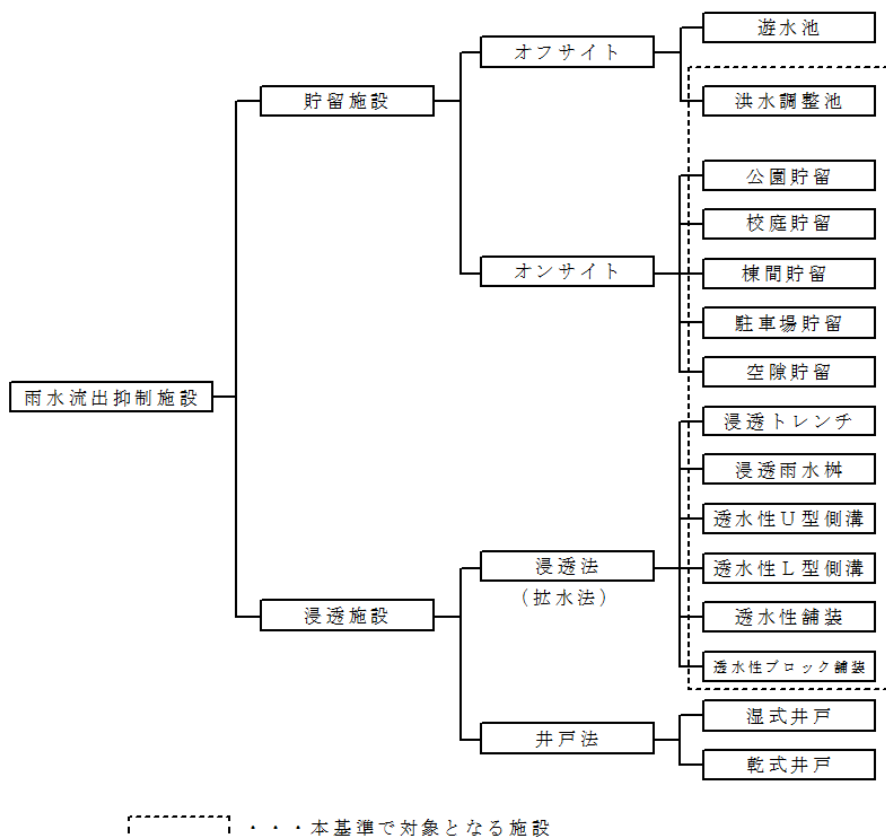 雨水流出抑制施設
貯留施設
オフサイト
遊水池
洪水調整池
オンサイト
公園貯留
校庭貯留
棟間貯留
駐車場貯留
空隙貯留
浸透施設
浸透法
（拡水法）
浸透トレンチ
浸透雨水桝
透水性Ｕ型側溝
透水性Ｌ型側溝
透水性舗装
透水性ブロック舗装
井戸法
湿式井戸
乾式井戸
・・・本基準で対象となる施設